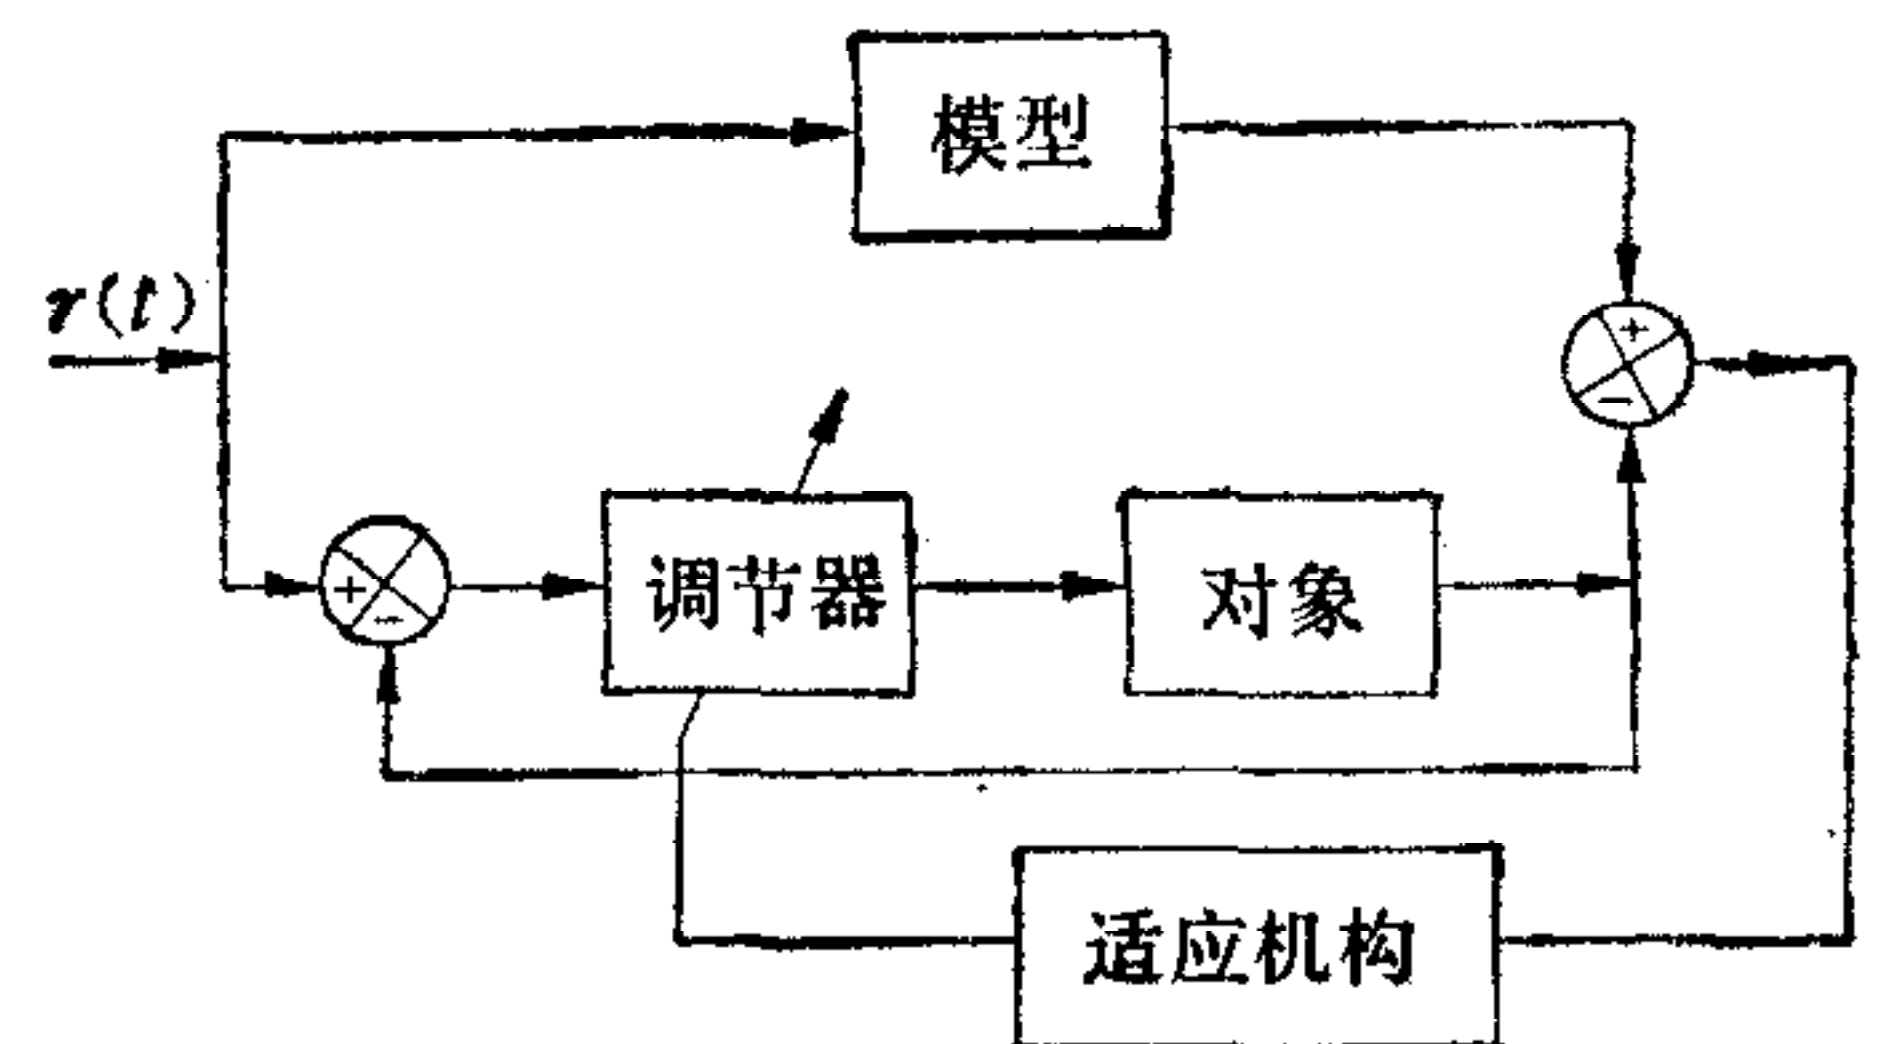 模型
r(t)
+
−
调节器
对象
+
−
适应机构